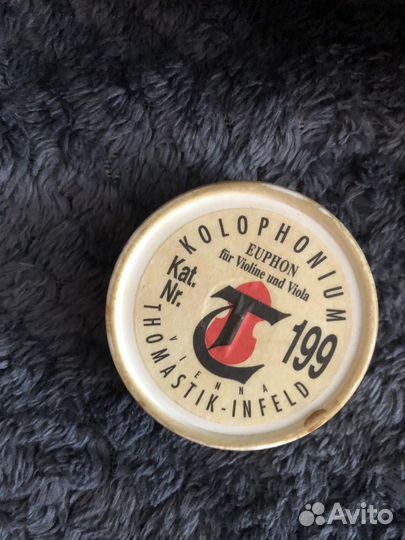 KOLOPHONIUM
EUPHON
für Violine und Viola
Kat.
Nr.
199
VIENNA
THOMASTIK-INFELD
Avito